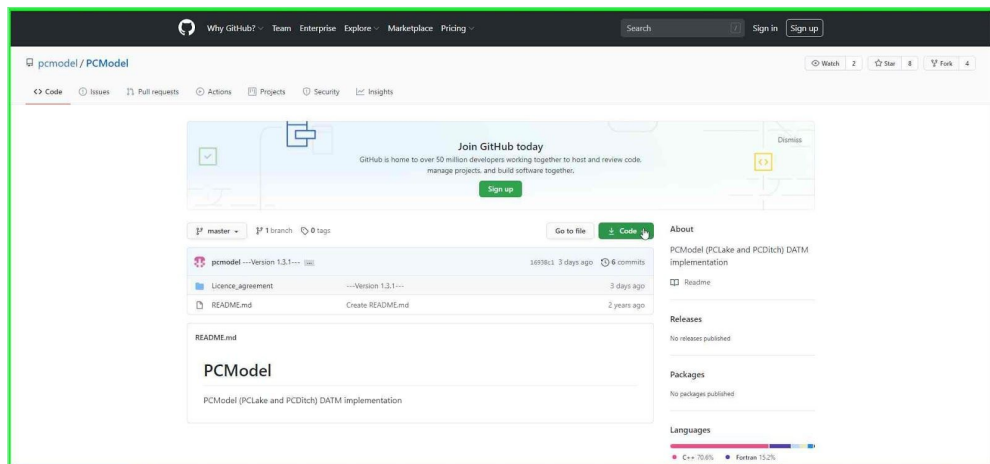 Why GitHub? Team Enterprise Explore Marketplace Pricing Search / Sign in Sign up
pcmodel / PCModel Watch 2 Star 8 Fork 4
Code Issues Pull requests Actions Projects Security Insights
Join GitHub today
Dismiss
GitHub is home to over 50 million developers working together to host and review code,
manage projects, and build software together.
Sign up
master 1 branch 0 tags Go to file Code
pcmodel ---Version 1.3.1--- ... 3 days ago 6 commits
Licence_agreement ---Version 1.3.1--- 3 days ago
README.md Create README.md 2 years ago
README.md
PCModel
PCModel (PCLake and PCDitch) DATM implementation
About
PCModel (PCLake and PCDitch) DATM
implementation
Readme
Releases
No releases published
Packages
No packages published
Languages
C++ 70.6% Fortran 15.2%